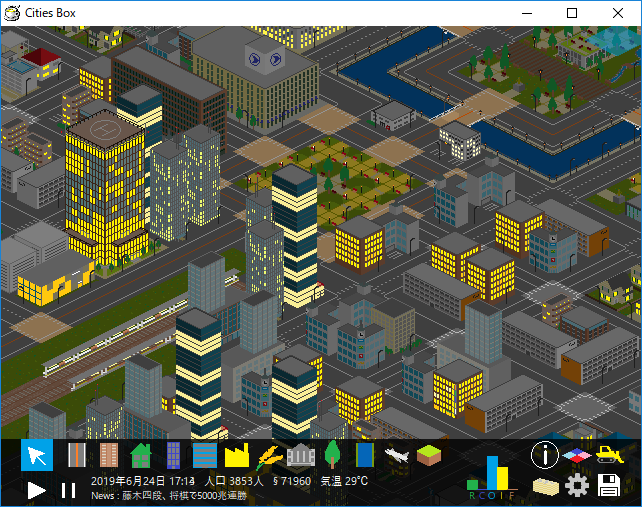 Cities Box
H
2019年6月24日 17:14 人口 3853人 §71960 気温 29℃
News : 藤木四段、将棋で5000兆連勝
R C O I F